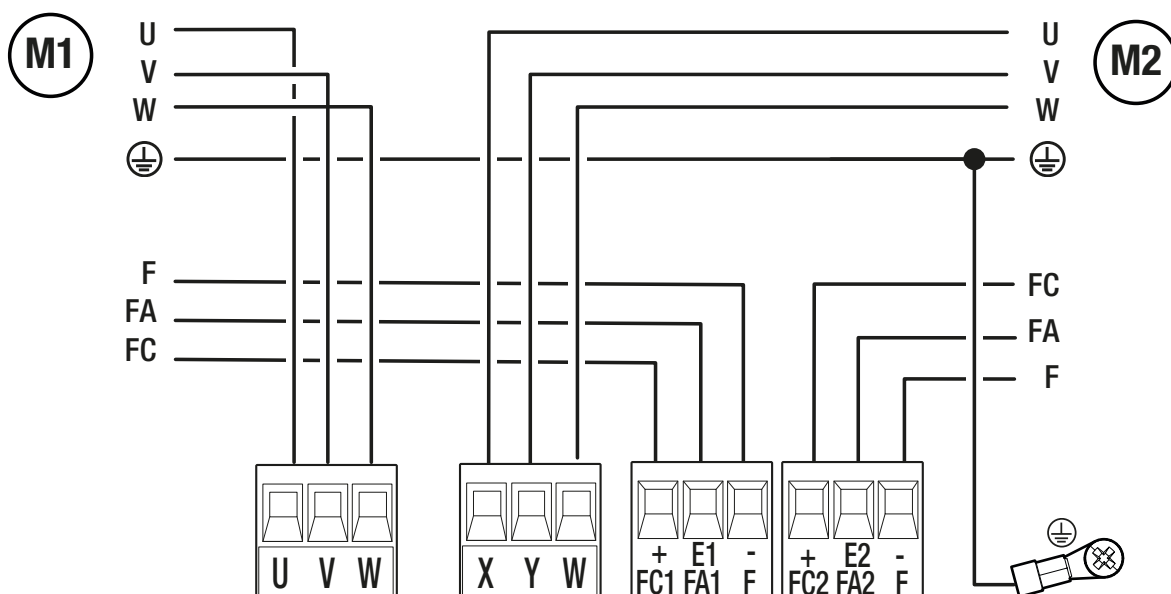 M1
U
V
W
F
FA
FC
U
V
W
M2
FC
FA
F
U V W
X Y W
+ E1 -
FC1 FA1 F
+ E2 -
FC2 FA2 F